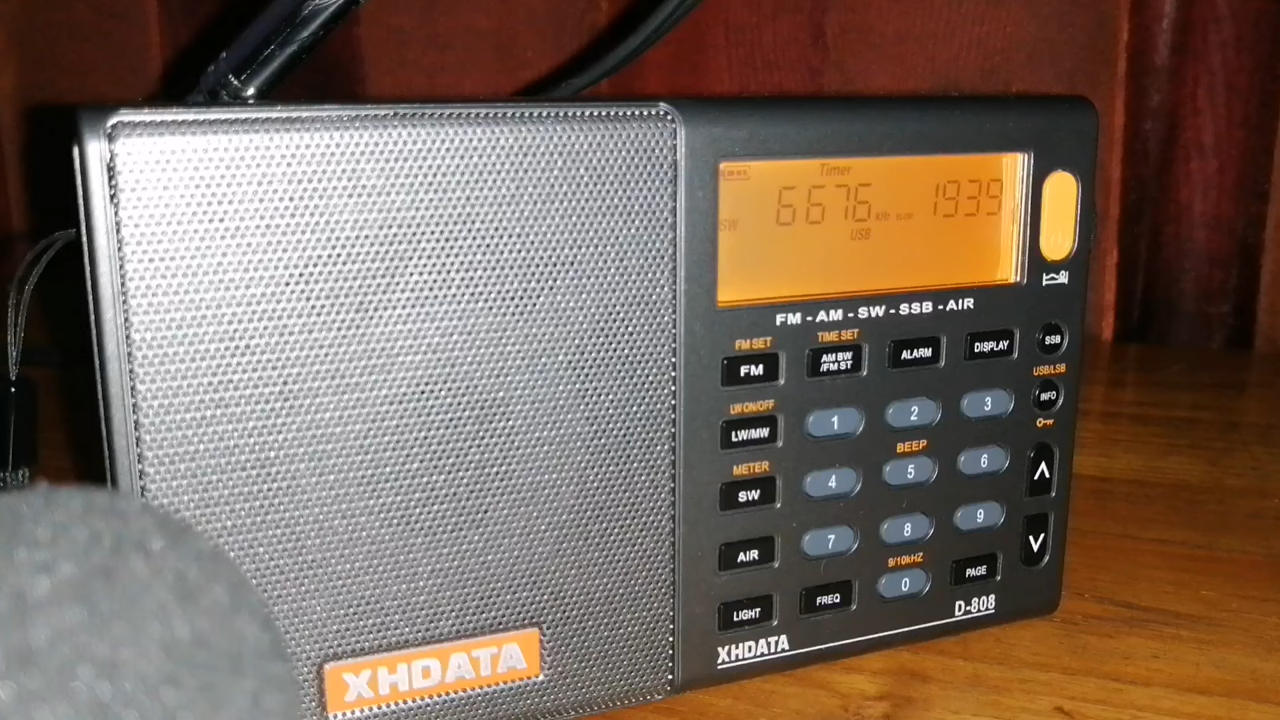 Timer
SW 6676 kHz SLOW 1939
USB
FM - AM - SW - SSB - AIR
FM SET TIME SET
FM AM BW /FM ST ALARM DISPLAY SSB
USB/LSB
LW ON/OFF
LW/MW 1 2 3 INFO
METER BEEP
SW 4 5 6
AIR 7 8 9
9/10kHz
LIGHT FREQ 0 PAGE
D-808
XHDATA
XHDATA